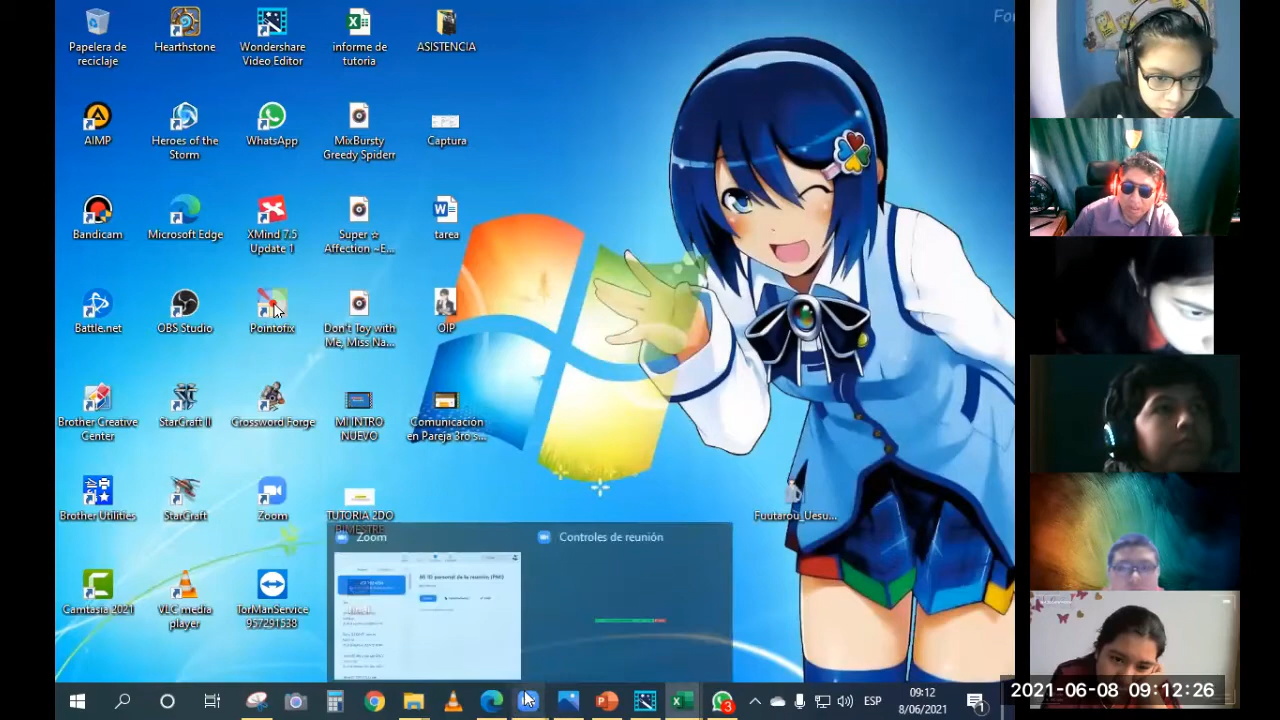 Papelera de
reciclaje
Hearthstone
Wondershare
Video Editor
informe de
tutoria
ASISTENCIA
AIMP
Heroes of the
Storm
WhatsApp
MixBursty
Greedy Spiderr
Captura
Bandicam
Microsoft Edge
XMind 7.5
Update 1
Super ☆
Affection ~E...
tarea
Battle.net
OBS Studio
Pointofix
Don't Toy with
Me, Miss Na...
OIP
Brother Creative
Center
StarCraft II
Crossword Forge
MI INTRO
NUEVO
Comunicación
en Pareja 3ro s...
Brother Utilities
StarCraft
Zoom
TUTORIA 2DO
BIMESTRE
Fuutarou_Uesu...
Zoom
Controles de reunión
Camtasia 2021
VLC media
player
TorManService
957291538
3
ESP
09:12
8/06/2021
1
2021-06-08 09:12:26